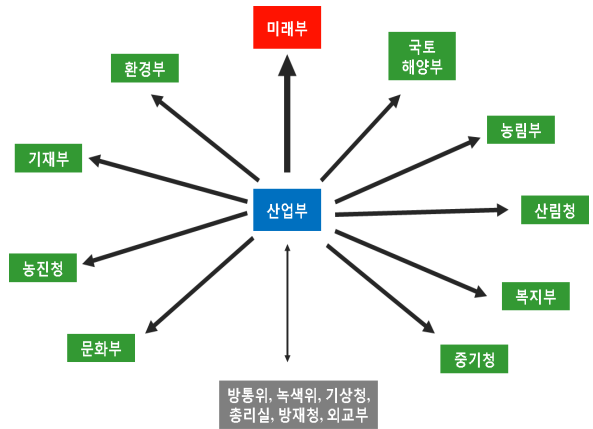 미래부
환경부
국토
해양부
농림부
기재부
산업부
산림청
농진청
복지부
문화부
중기청
방통위, 녹색위, 기상청,
총리실, 방재청, 외교부